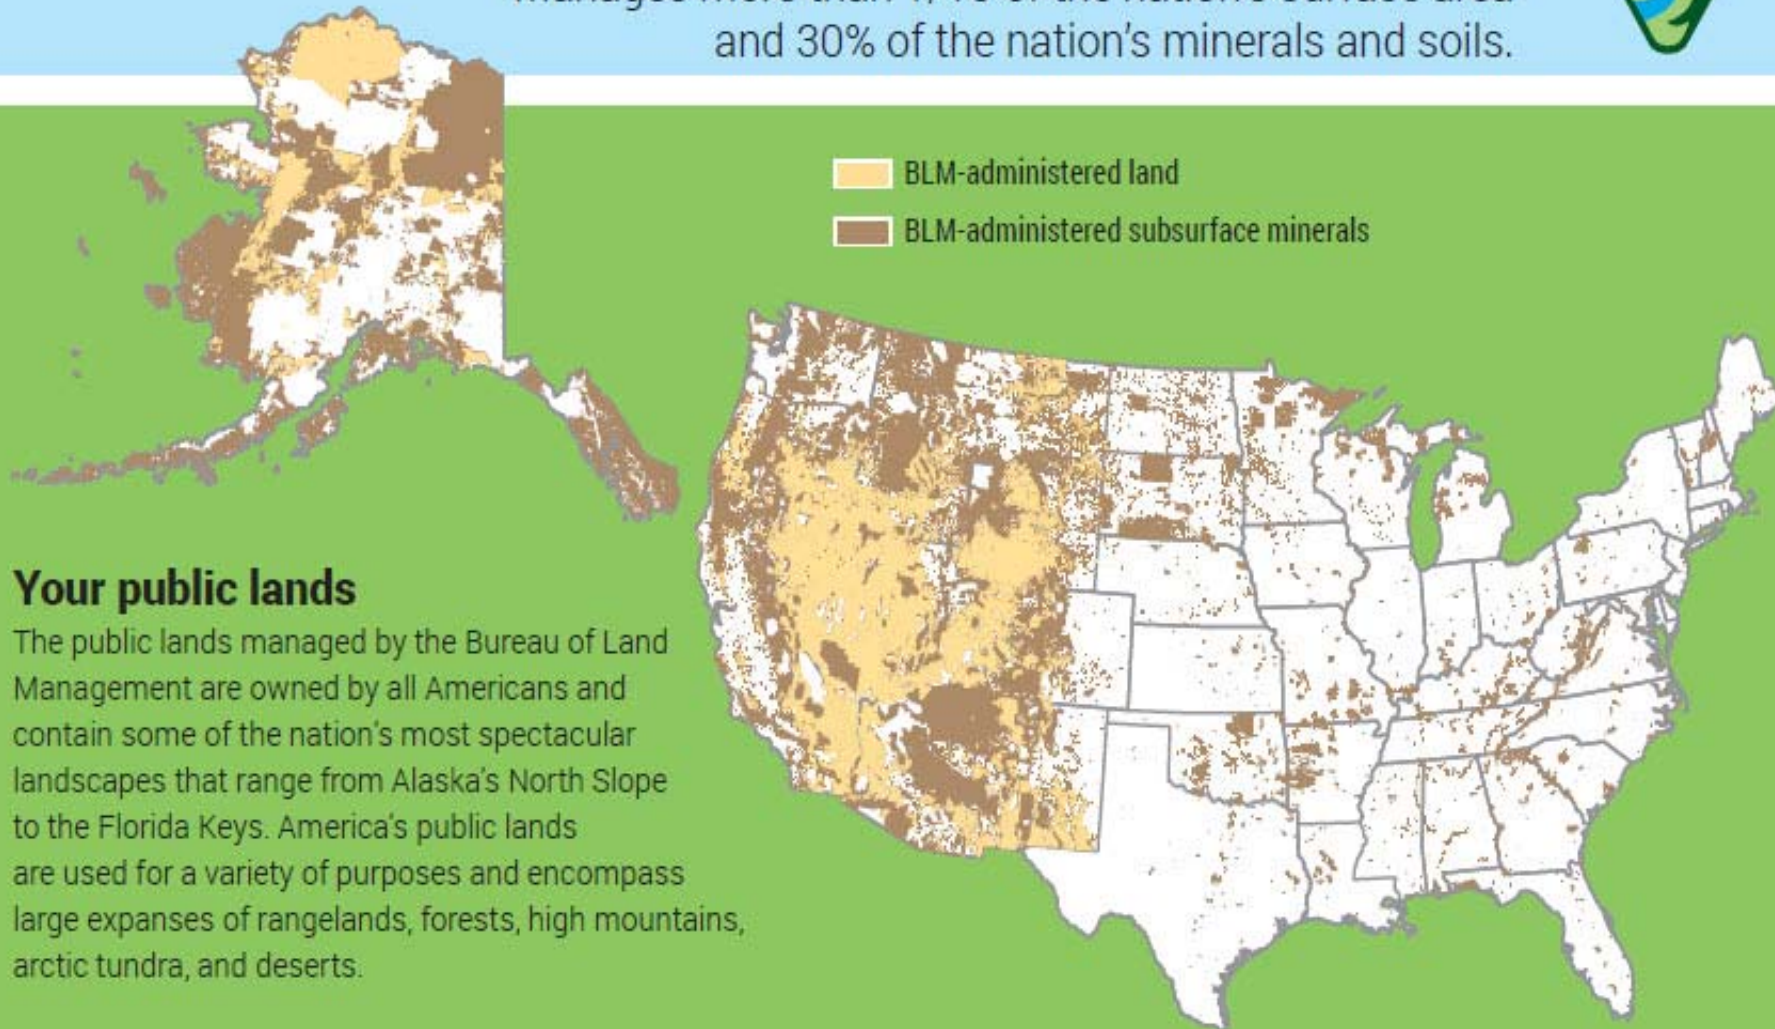 and 30% of the nation's minerals and soils.
BLM-administered land
BLM-administered subsurface minerals
Your public lands
The public lands managed by the Bureau of Land
Management are owned by all Americans and
contain some of the nation's most spectacular
landscapes that range from Alaska's North Slope
to the Florida Keys. America's public lands
are used for a variety of purposes and encompass
large expanses of rangelands, forests, high mountains,
arctic tundra, and deserts.